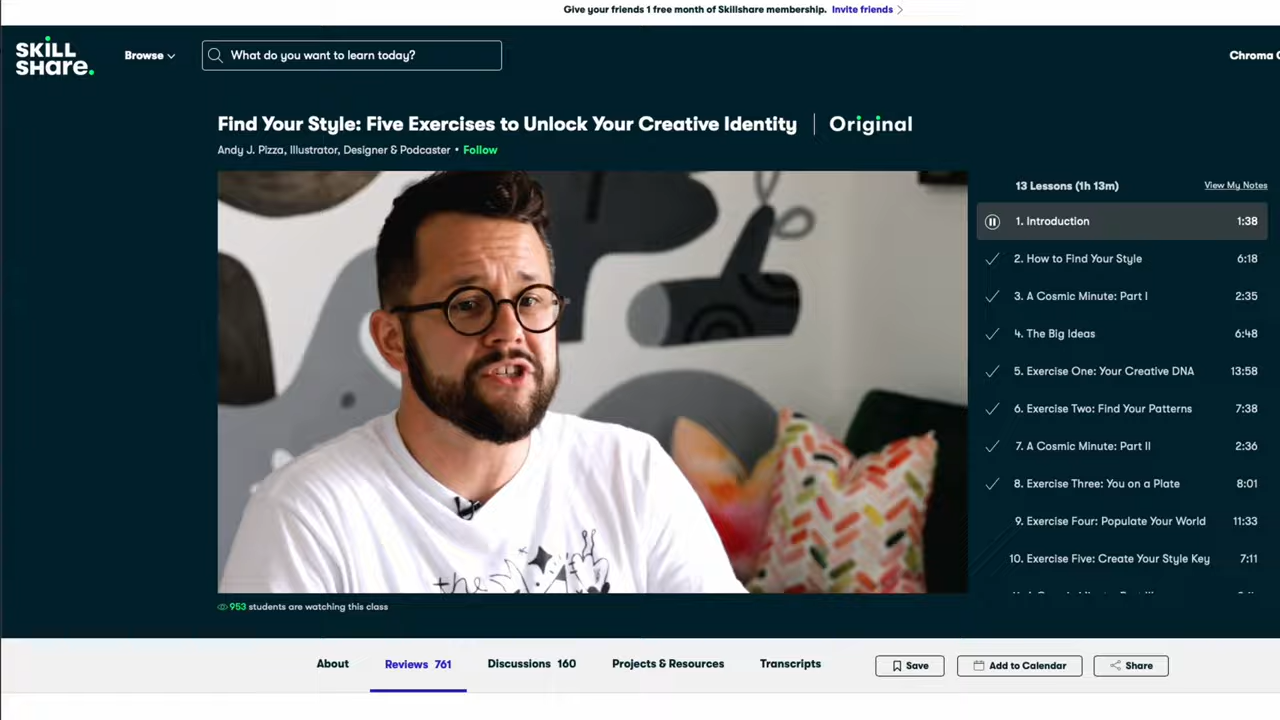 Give your friends 1 free month of Skillshare membership. Invite friends
SKILL
SHARE.
Browse
What do you want to learn today?
Chroma
Find Your Style: Five Exercises to Unlock Your Creative Identity | Original
Andy J. Pizza, Illustrator, Designer & Podcaster • Follow
13 Lessons (1h 13m) View My Notes
1. Introduction 1:38
2. How to Find Your Style 6:18
3. A Cosmic Minute: Part I 2:35
4. The Big Ideas 6:48
5. Exercise One: Your Creative DNA 13:58
6. Exercise Two: Find Your Patterns 7:38
7. A Cosmic Minute: Part II 2:36
8. Exercise Three: You on a Plate 8:01
9. Exercise Four: Populate Your World 11:33
10. Exercise Five: Create Your Style Key 7:11
the
953 students are watching this class
About
Reviews 761
Discussions 160
Projects & Resources
Transcripts
Save
Add to Calendar
Share